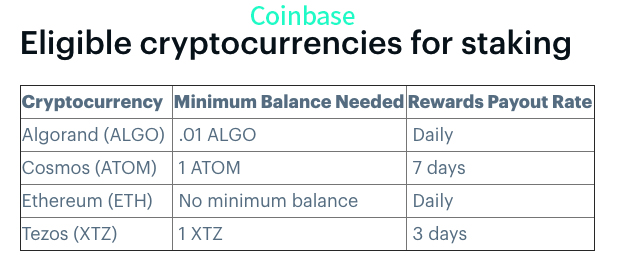 Coinbase
Eligible cryptocurrencies for staking
Cryptocurrency Minimum Balance Needed Rewards Payout Rate
Algorand (ALGO) .01 ALGO Daily
Cosmos (ATOM) 1 ATOM 7 days
Ethereum (ETH) No minimum balance Daily
Tezos (XTZ) 1 XTZ 3 days